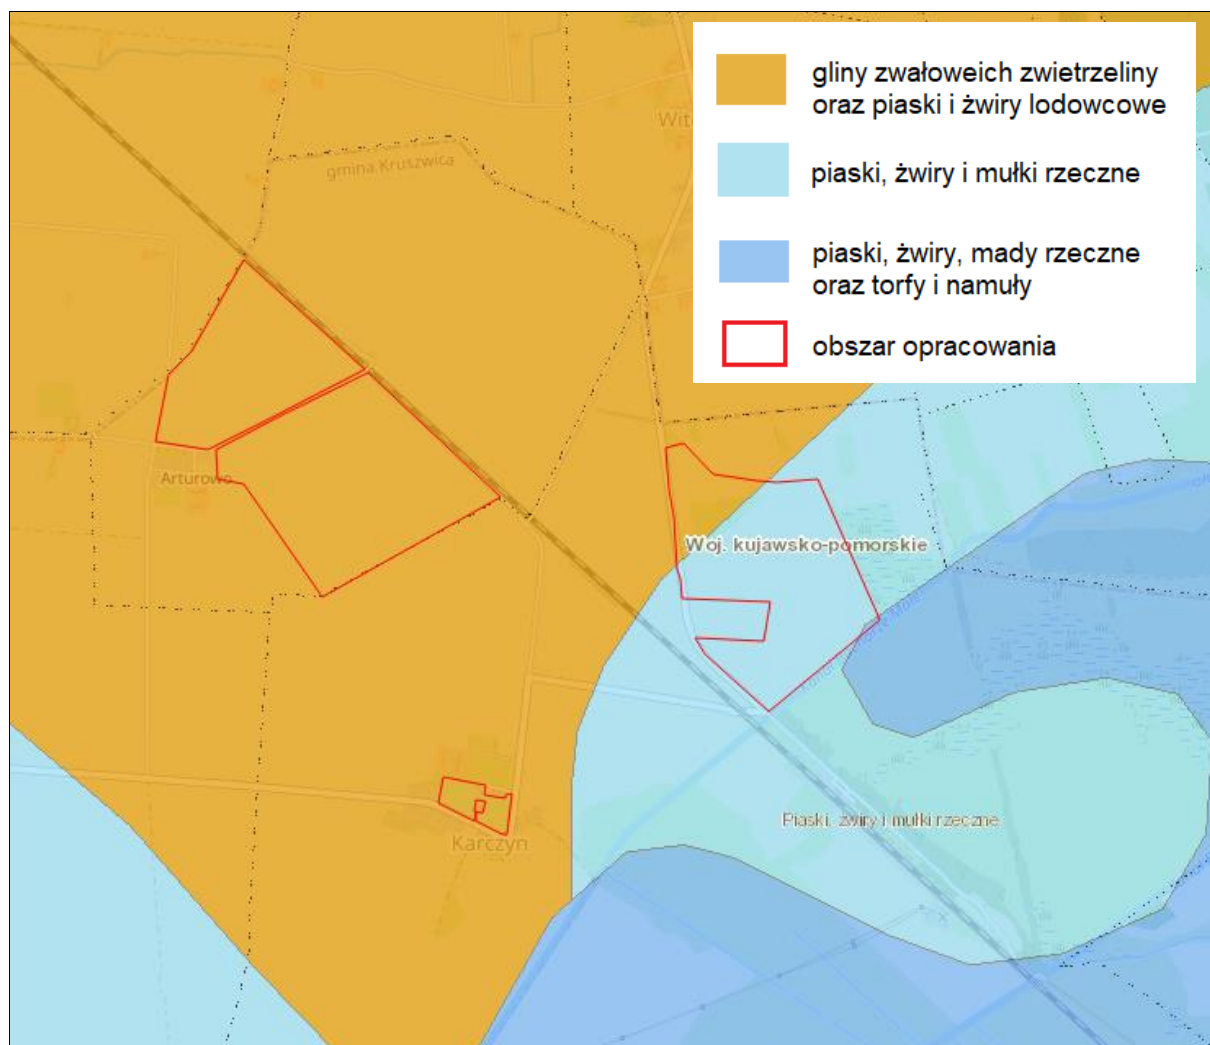 gliny zwałoweich zwietrzeliny
oraz piaski i żwiry lodowcowe
piaski, żwiry i mułki rzeczne
piaski, żwiry, mady rzeczne
oraz torfy i namuły
obszar opracowania
gmina Kruszwica
Arturowo
Woj. kujawsko-pomorskie
Piaski, żwiry i mułki rzeczne
Karczyn